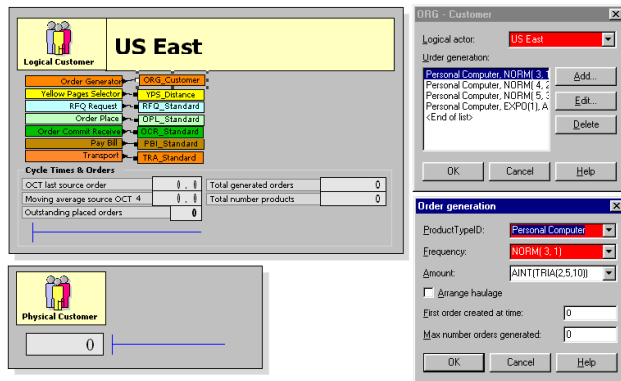 US East
Logical Customer
Order Generator
ORG_Customer
Yellow Pages Selector
YPS_Distance
RFQ Request
RFQ_Standard
Order Place
OPL_Standard
Order Commit Receive
OCR_Standard
Pay Bill
PBI_Standard
Transport
TRA_Standard
Cycle Times & Orders
OCT last source order
0.0
Total generated orders
0
Moving average source OCT 4
0.0
Total number products
0
Outstanding placed orders
0
Physical Customer
0
ORG - Customer
Logical actor:
US East
Urder generation:
Personal Computer, NORM( 3, 1
Personal Computer, NORM( 4, 2
Personal Computer, NORM( 5, 3
Personal Computer, EXPO(1), A
<End of list>
Add...
Edit...
Delete
OK
Cancel
Help
Order generation
ProductTypeID:
Personal Computer
Frequency:
NORM( 3, 1)
Amount:
AINT(TRIA(2,5,10))
Arrange haulage
First order created at time:
0
Max number orders generated:
0
OK
Cancel
Help